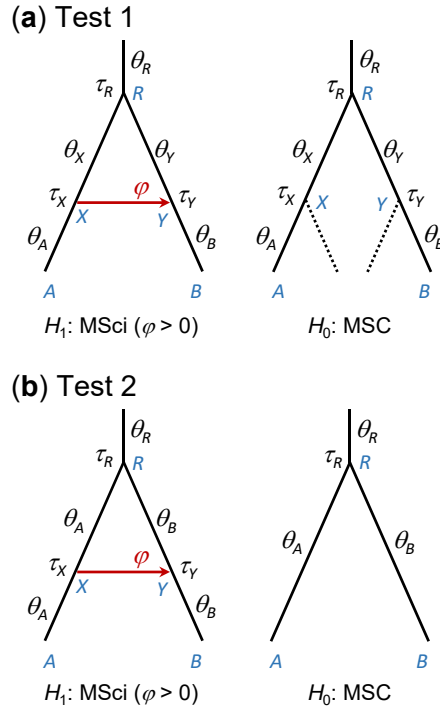 (a) Test 1
θR θR
τR R τR R
θX θY θX θY
τX φ τY τX X Y τY
θA X Y θB θA θB
A B A B
H1: MSci (φ > 0) H0: MSC
(b) Test 2
θR θR
τR R τR R
θA θB θA θB
τX φ τY
θA X Y θB
A B A B
H1: MSci (φ > 0) H0: MSC